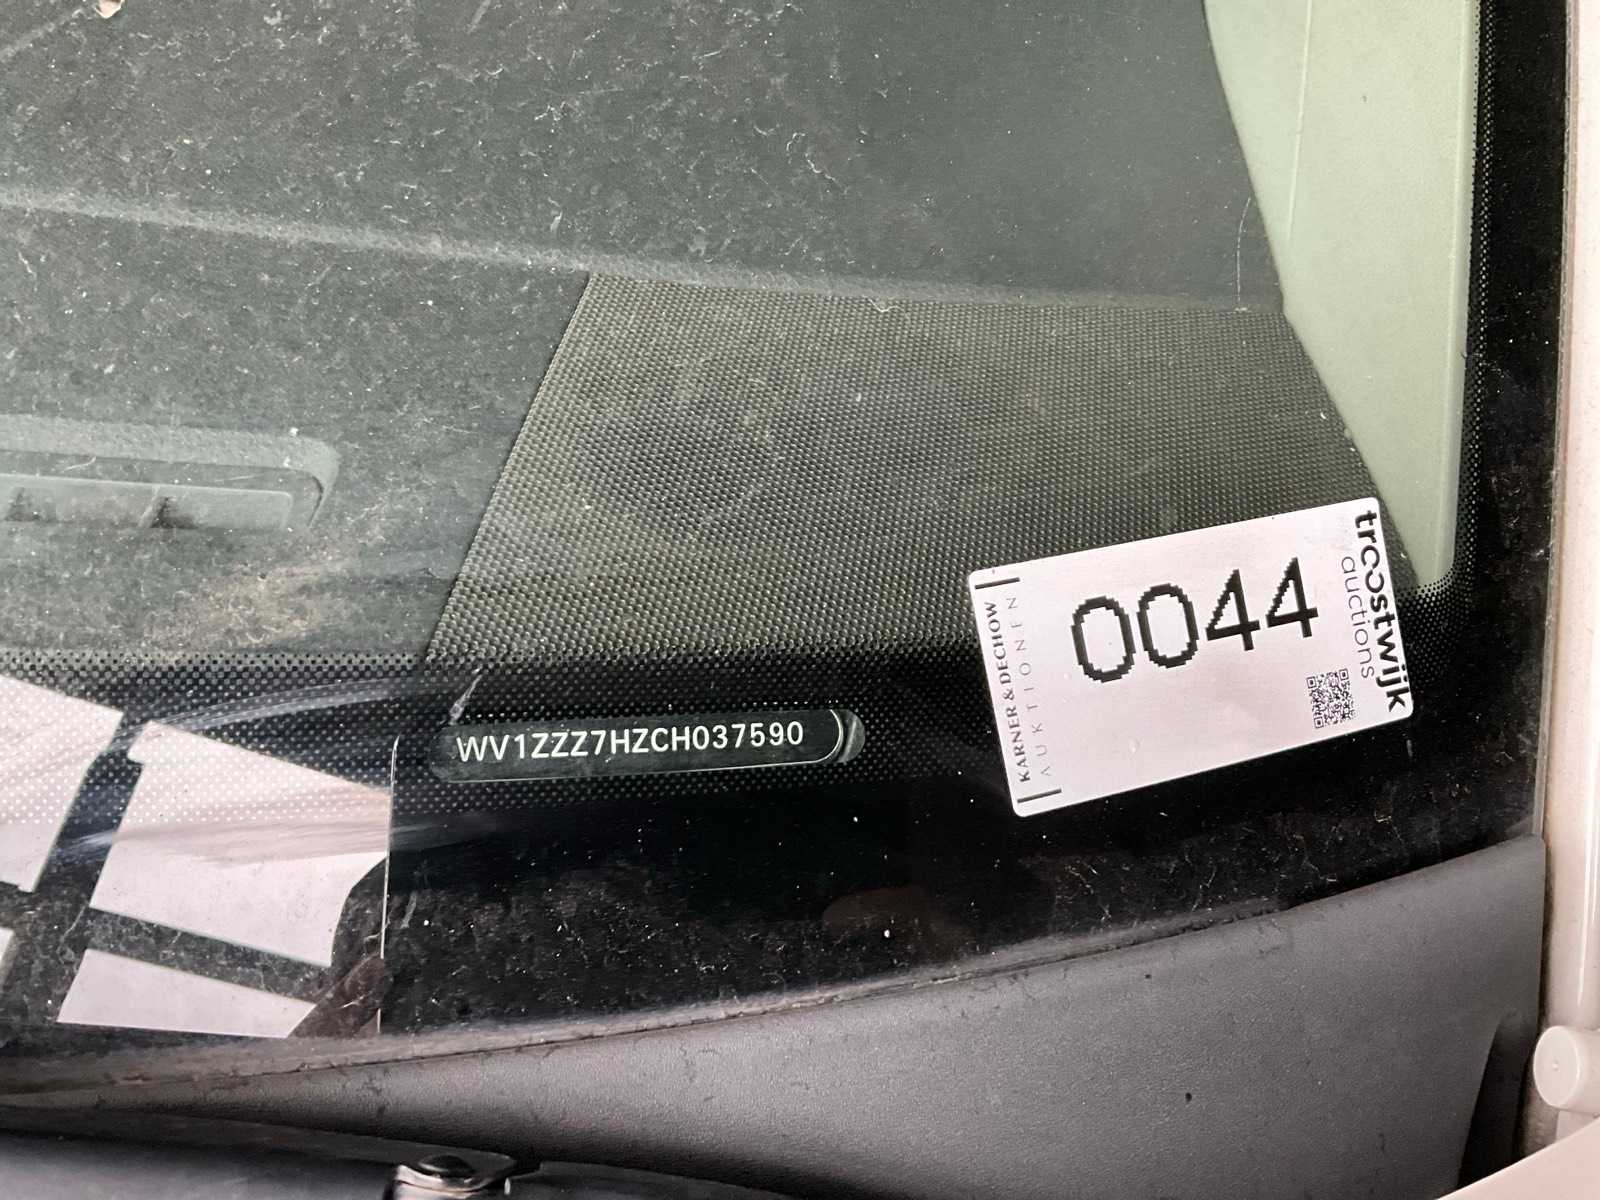 WV1ZZZ7HZCH037590
KARNER & DECHOW
AUKTIONEN
0044
troostwijk
auctions